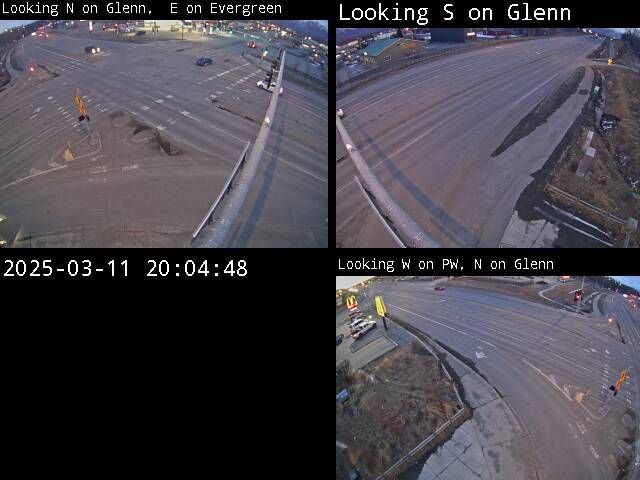 Looking N on Glenn,  E on Evergreen
Looking S on Glenn
2025-03-11 20:04:48
Looking W on PW, N on Glenn